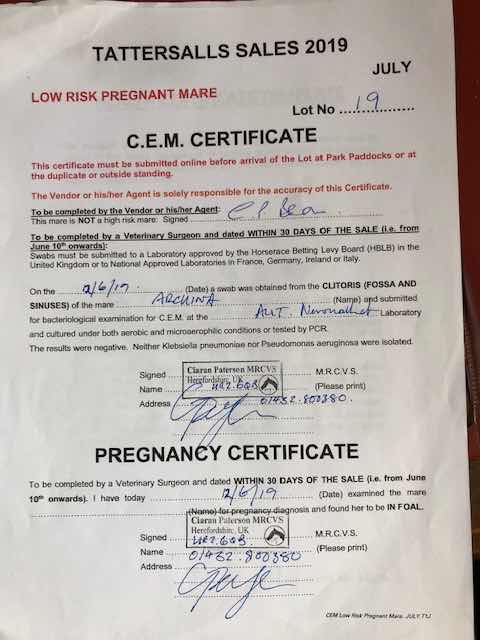 TATTERSALLS SALES 2019
JULY
LOW RISK PREGNANT MARE
Lot No ....19....
C.E.M. CERTIFICATE
This certificate must be submitted online before arrival of the Lot at Park Paddocks or at
the duplicate or outside standing.
The Vendor or his/her Agent is solely responsible for the accuracy of this Certificate.
To be completed by the Vendor or his/her Agent:
This mare is NOT a high risk mare: Signed
To be completed by a Veterinary Surgeon and dated WITHIN 30 DAYS OF THE SALE (i.e. from
June 10th onwards):
Swabs must be submitted to a Laboratory approved by the Horserace Betting Levy Board (HBLB) in the
United Kingdom or to National Approved Laboratories in France, Germany, Ireland or Italy.
On the 12/6/19. (Date) a swab was obtained from the CLITORIS (FOSSA AND
SINUSES) of the mare ARCHINA (Name) and submitted
for bacteriological examination for C.E.M. at the Laboratory
and cultured under both aerobic and microaerophilic conditions or tested by PCR.
The results were negative. Neither Klebsiella pneumoniae nor Pseudomonas aeruginosa were isolated.
Signed Ciaran Paterson MRCVS M.R.C.V.S.
Herefordshire, UK
Name HR2.6QB (Please print)
Address 01432.800380.
PREGNANCY CERTIFICATE
To be completed by a Veterinary Surgeon and dated WITHIN 30 DAYS OF THE SALE (i.e. from June
10th onwards). I have today 12/6/19 (Date) examined the mare
(Name) for pregnancy diagnosis and found her to be IN FOAL.
Ciaran Paterson MRCVS
Herefordshire, UK
Signed HR2.6QB M.R.C.V.S.
Name 01432.800380 (Please print)
Address
CEM Low Risk Pregnant Mare. JULY.T1J